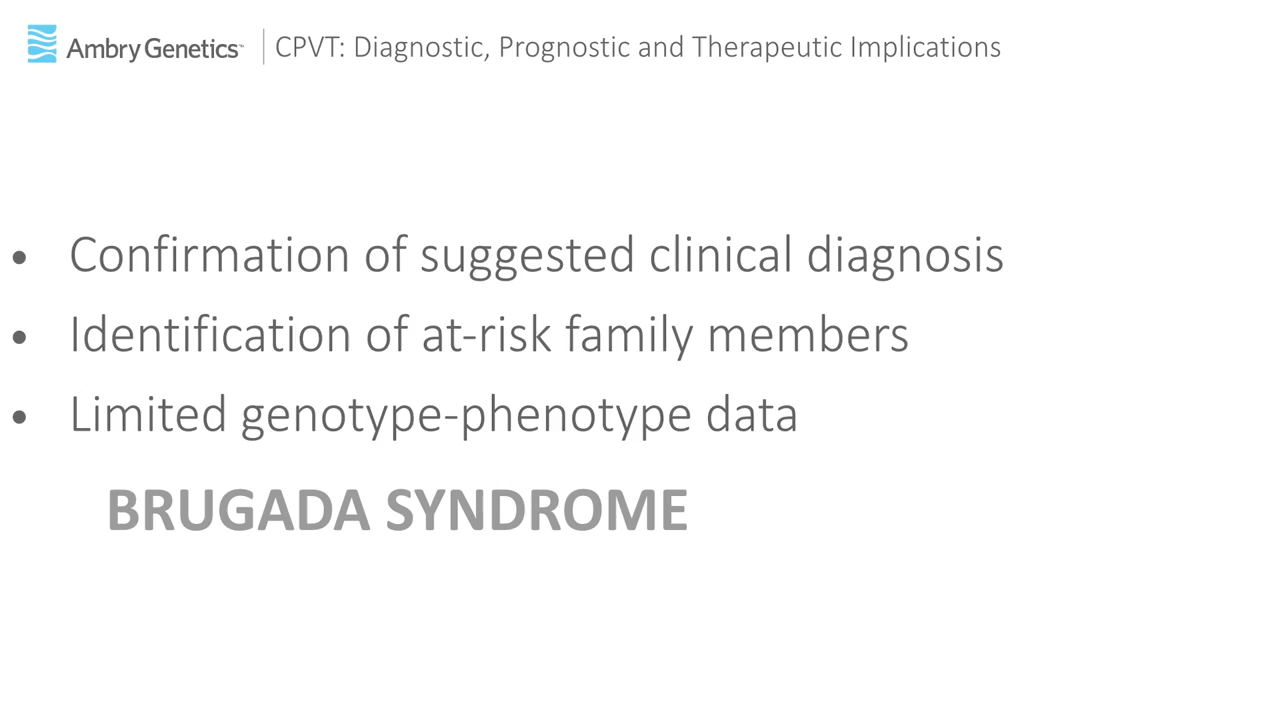 Ambry Genetics™ CPVT: Diagnostic, Prognostic and Therapeutic Implications
• Confirmation of suggested clinical diagnosis
• Identification of at-risk family members
• Limited genotype-phenotype data
BRUGADA SYNDROME